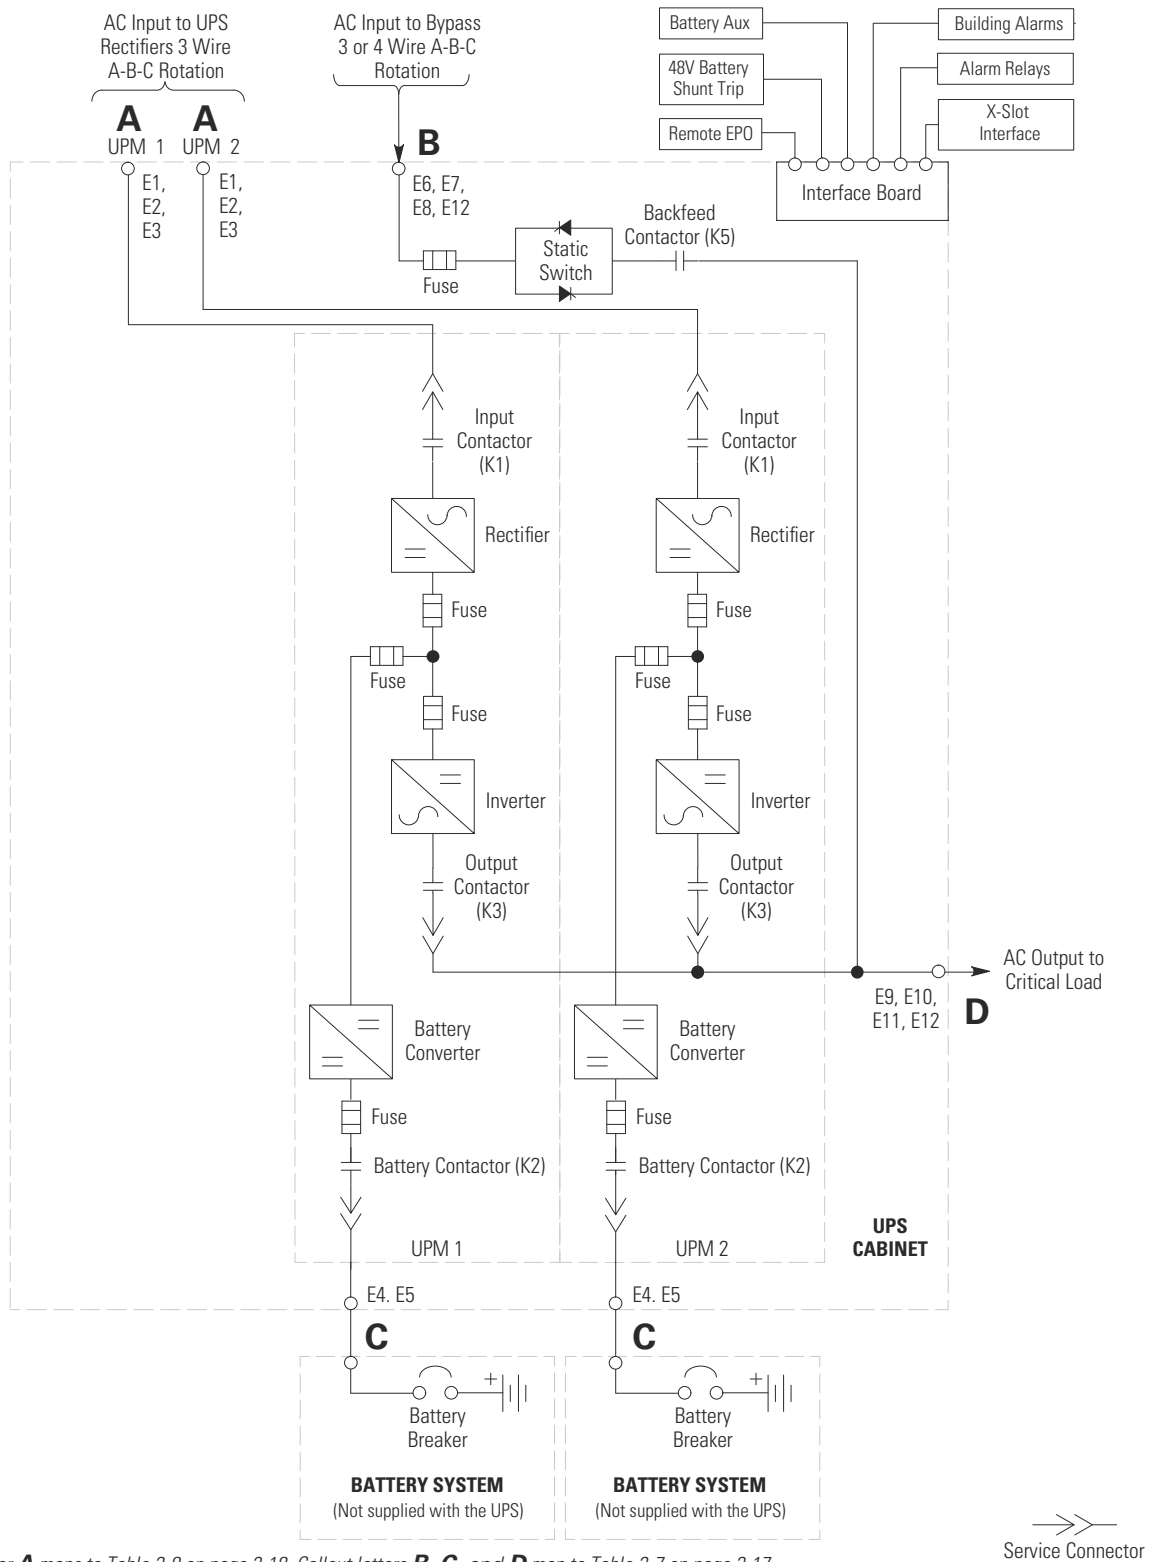 AC Input to UPS
Rectifiers 3 Wire
A-B-C Rotation
AC Input to Bypass
3 or 4 Wire A-B-C
Rotation
Battery Aux
48V Battery
Shunt Trip
Remote EPO
Building Alarms
Alarm Relays
X-Slot
Interface
Interface Board
A
UPM 1
A
UPM 2
B
E1,
E2,
E3
E1,
E2,
E3
E6, E7,
E8, E12
Fuse
Static
Switch
Backfeed
Contactor (K5)
Input
Contactor
(K1)
Input
Contactor
(K1)
Rectifier
Rectifier
Fuse
Fuse
Fuse
Fuse
Fuse
Fuse
Inverter
Inverter
Output
Contactor
(K3)
Output
Contactor
(K3)
AC Output to
Critical Load
E9, E10,
E11, E12
D
Battery
Converter
Battery
Converter
Fuse
Fuse
Battery Contactor (K2)
Battery Contactor (K2)
UPM 1
UPM 2
UPS
CABINET
E4. E5
E4. E5
C
C
+
+
Battery
Breaker
Battery
Breaker
BATTERY SYSTEM
(Not supplied with the UPS)
BATTERY SYSTEM
(Not supplied with the UPS)
Service Connector